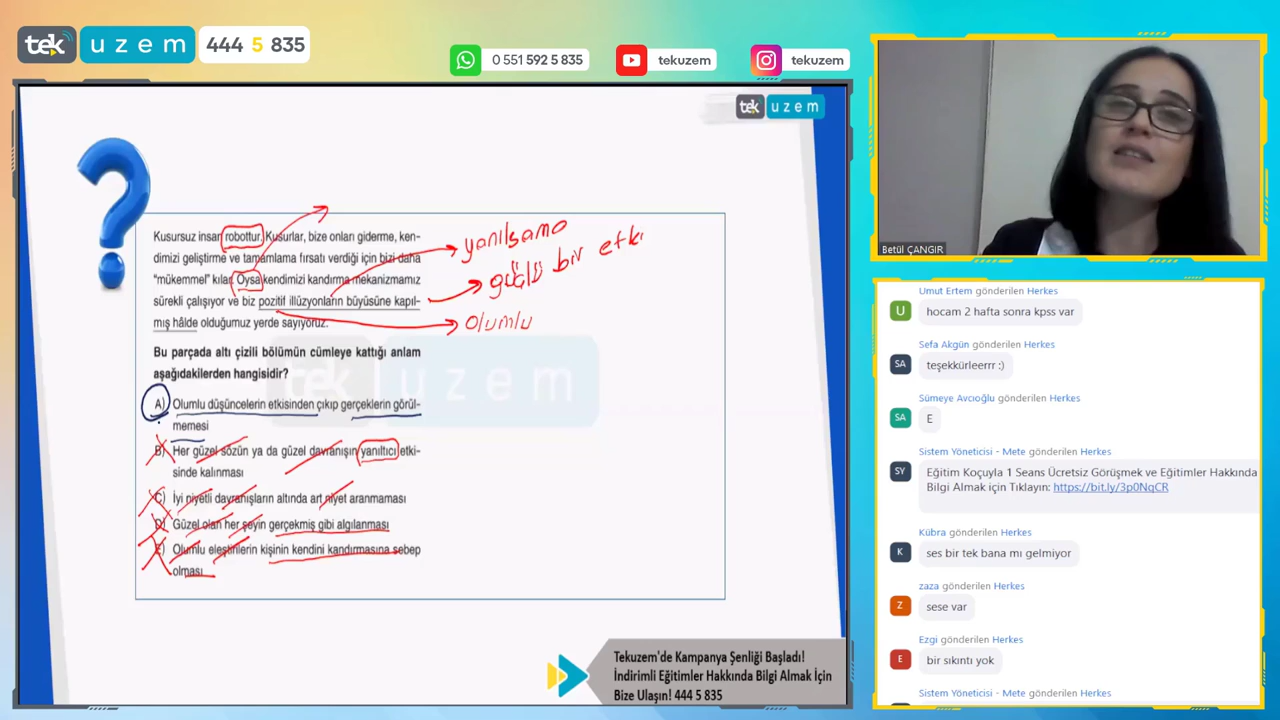 tek uzem 444 5 835
0 551 592 5 835
tekuzem
tekuzem
tek uzem
Kusursuz insan robottur. Kusurlar, bize onları giderme, ken-
dimizi geliştirme ve tamamlama fırsatı verdiği için bizi daha
"mükemmel" kılar. Oysa kendimizi kandırma mekanizmamız
sürekli çalışıyor ve biz pozitif illüzyonların büyüsüne kapıl-
mış hâlde olduğumuz yerde sayıyoruz.
yanılsama
güçlü bir etki
olumlu
Bu parçada altı çizili bölümün cümleye kattığı anlam
aşağıdakilerden hangisidir?
A) Olumlu düşüncelerin etkisinden çıkıp gerçeklerin görül-
memesi
B) Her güzel sözün ya da güzel davranışın yanıltıcı etki-
sinde kalınması
C) İyi niyetli davranışların altında art niyet aranmaması
D) Güzel olan her şeyin gerçekmiş gibi algılanması
E) Olumlu eleştirilerin kişinin kendini kandırmasına sebep
olması
tek uzem
Tekuzem'de Kampanya Şenliği Başladı!
İndirimli Eğitimler Hakkında Bilgi Almak İçin
Bize Ulaşın! 444 5 835
Betül ÇANGIR
Umut Ertem gönderilen Herkes
U
hocam 2 hafta sonra kpss var
Sefa Akgün gönderilen Herkes
SA
teşekkürleerrr :)
Sümeye Avcıoğlu gönderilen Herkes
SA
E
Sistem Yöneticisi - Mete gönderilen Herkes
SY
Eğitim Koçuyla 1 Seans Ücretsiz Görüşmek ve Eğitimler Hakkında
Bilgi Almak için Tıklayın: https://bit.ly/3p0NqCR
Kübra gönderilen Herkes
K
ses bir tek bana mı gelmiyor
zaza gönderilen Herkes
Z
sese var
Ezgi gönderilen Herkes
E
bir sıkıntı yok
Sistem Yöneticisi - Mete gönderilen Herkes